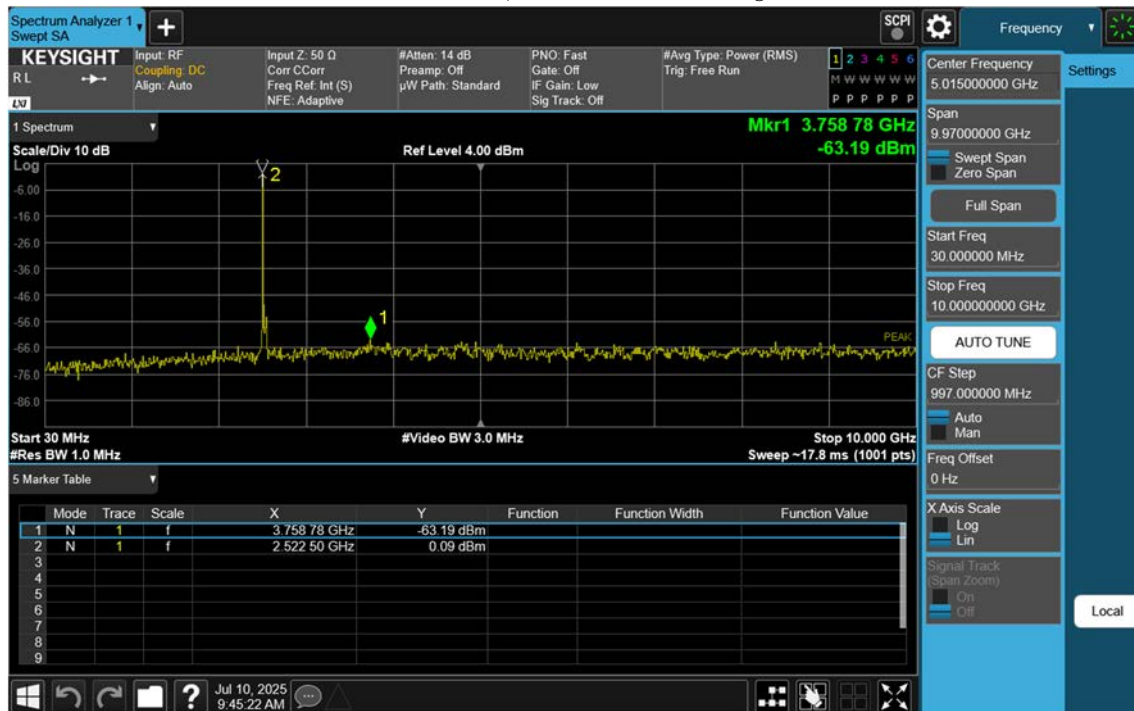 Spectrum Analyzer 1
Swept SA
+
SCPI
Frequency
KEYSIGHT
RL
LXI
Input: RF
Coupling: DC
Align: Auto
Input Z: 50 Ω
Corr CCorr
Freq Ref: Int (S)
NFE: Adaptive
#Atten: 14 dB
Preamp: Off
µW Path: Standard
PNO: Fast
Gate: Off
IF Gain: Low
Sig Track: Off
#Avg Type: Power (RMS)
Trig: Free Run
1 2 3 4 5 6
M W W W W W
P P P P P P
1 Spectrum
Scale/Div 10 dB
Ref Level 4.00 dBm
Mkr1 3.758 78 GHz
-63.19 dBm
Log
-6.00
-16.0
-26.0
-36.0
-46.0
-56.0
-66.0
-76.0
-86.0
2
1
PEAK
Start 30 MHz
#Res BW 1.0 MHz
#Video BW 3.0 MHz
Stop 10.000 GHz
Sweep ~17.8 ms (1001 pts)
5 Marker Table
Mode Trace Scale X Y Function Function Width Function Value
1 N 1 f 3.758 78 GHz -63.19 dBm
2 N 1 f 2.522 50 GHz 0.09 dBm
3
4
5
6
7
8
9
?
Jul 10, 2025
9:45:22 AM
Center Frequency
5.015000000 GHz
Settings
Span
9.97000000 GHz
Swept Span
Zero Span
Full Span
Start Freq
30.000000 MHz
Stop Freq
10.000000000 GHz
AUTO TUNE
CF Step
997.000000 MHz
Auto
Man
Freq Offset
0 Hz
X Axis Scale
Log
Lin
Signal Track
(Span Zoom)
On
Off
Local